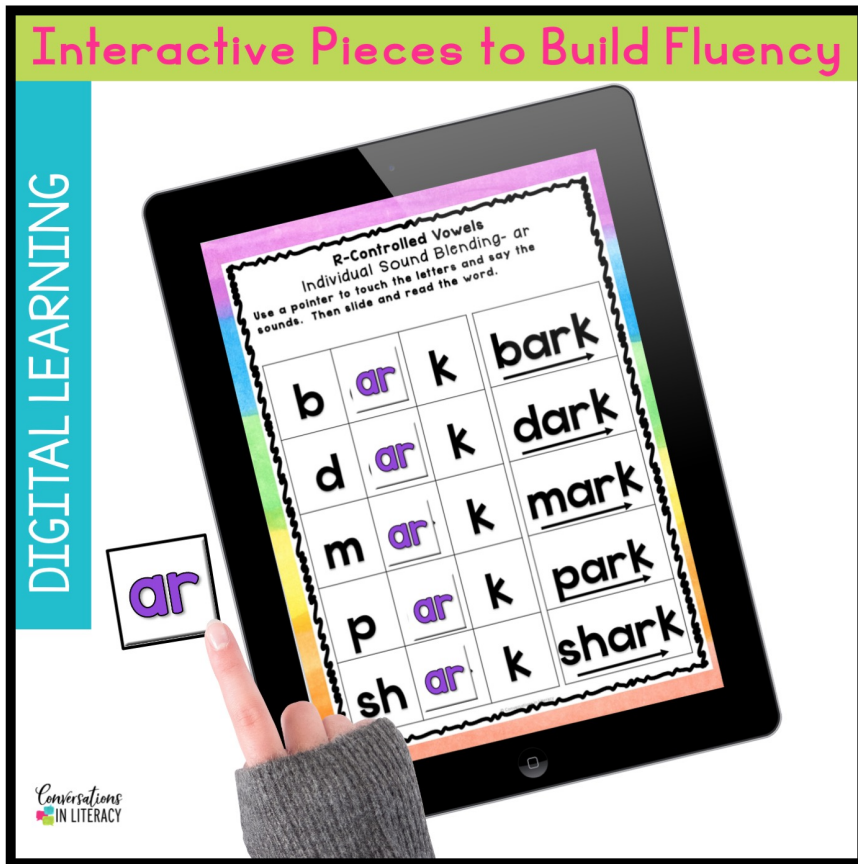 Interactive Pieces to Build Fluency
DIGITAL LEARNING
R-Controlled Vowels
Individual Sound Blending- ar
Use a pointer to touch the letters and say the
sounds. Then slide and read the word.
b ar k bark
d ar k dark
m ar k mark
p ar k park
sh ar k shark
ar
Conversations
IN LITERACY